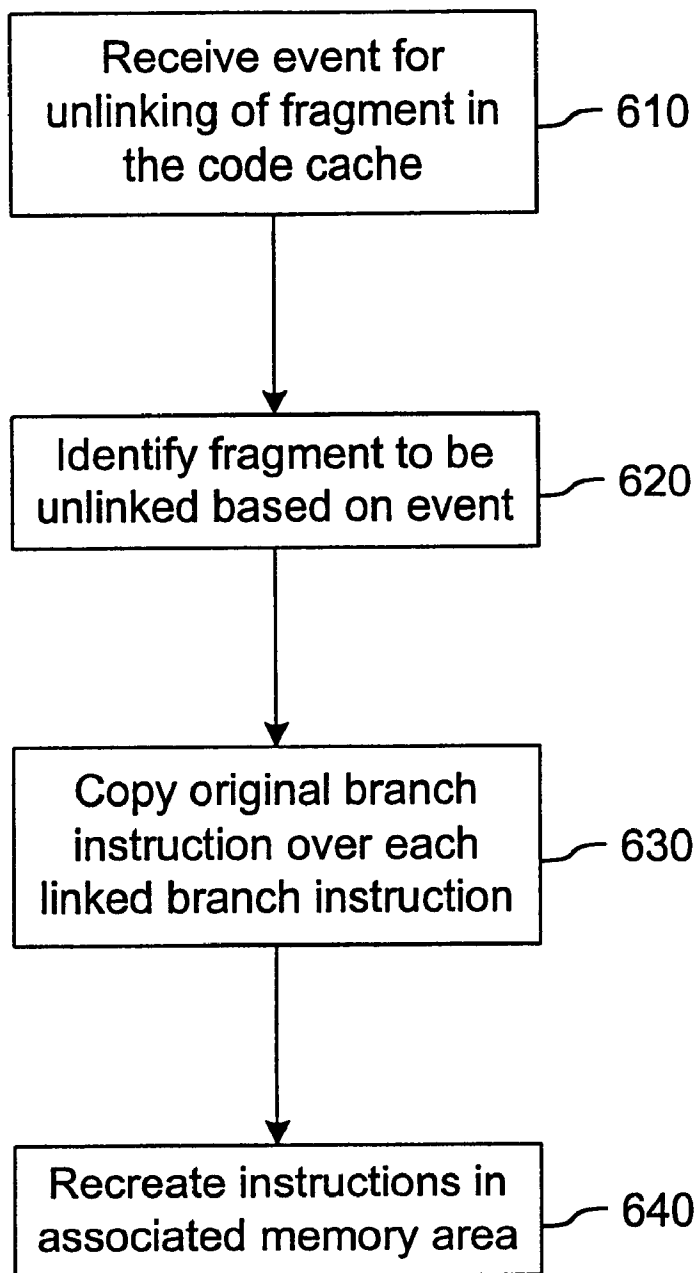 Receive event for
unlinking of fragment in
the code cache
610
Identify fragment to be
unlinked based on event
620
Copy original branch
instruction over each
linked branch instruction
630
Recreate instructions in
associated memory area
640